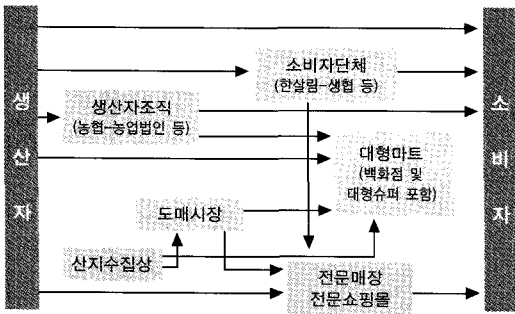 생산자
소비자단체
(한살림-생협 등)
생산자조직
(농협-농업법인 등)
대형마트
(백화점 및
대형슈퍼 포함)
도매시장
산지수집상
전문매장
전문쇼핑몰
소비자